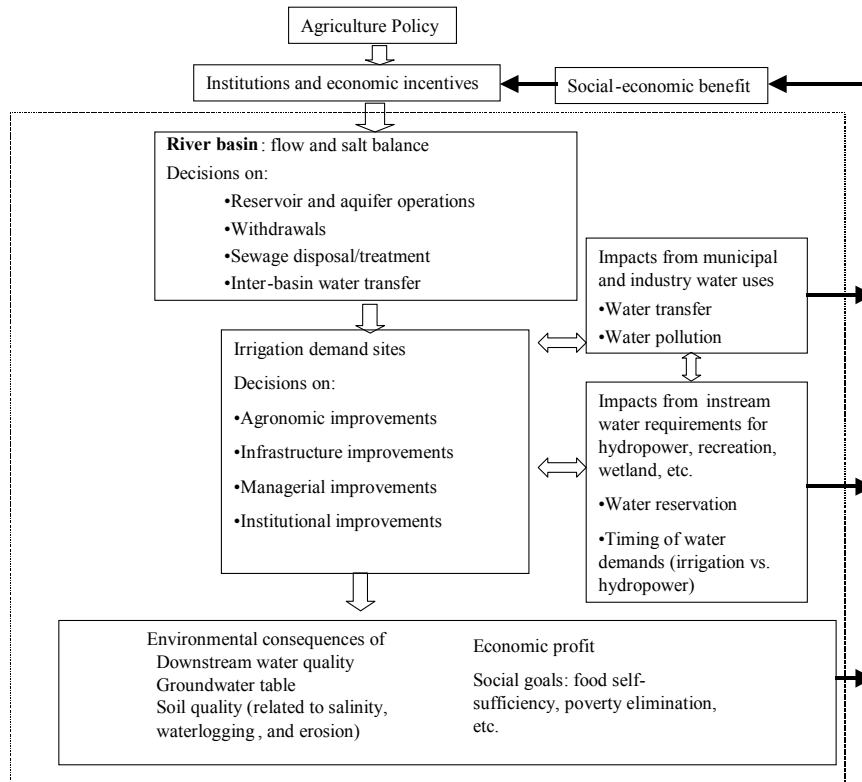 Agriculture Policy
Institutions and economic incentives
Social-economic benefit
River basin: flow and salt balance
Decisions on:
•Reservoir and aquifer operations
•Withdrawals
•Sewage disposal/treatment
•Inter-basin water transfer
Impacts from municipal
and industry water uses
•Water transfer
•Water pollution
Irrigation demand sites
Decisions on:
•Agronomic improvements
•Infrastructure improvements
•Managerial improvements
•Institutional improvements
Impacts from instream
water requirements for
hydropower, recreation,
wetland, etc.
•Water reservation
•Timing of water
demands (irrigation vs.
hydropower)
Environmental consequences of
Downstream water quality
Groundwater table
Soil quality (related to salinity,
waterlogging, and erosion)
Economic profit
Social goals: food self-
sufficiency, poverty elimination,
etc.